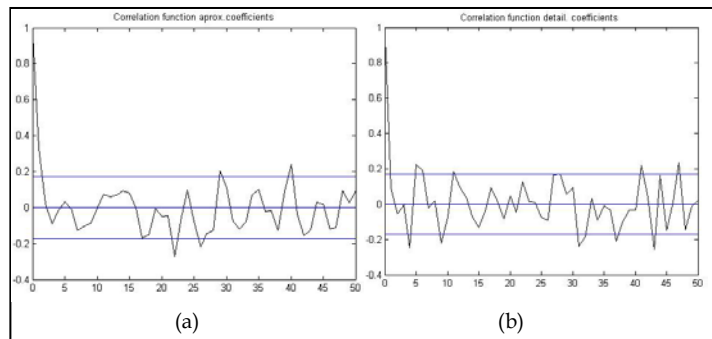 Correlation function aprox.coefficients
1
0.8
0.6
0.4
0.2
0
-0.2
-0.4
0 5 10 15 20 25 30 35 40 45 50
(a)
Correlation function detail. coefficients
1
0.8
0.6
0.4
0.2
0
-0.2
-0.4
0 5 10 15 20 25 30 35 40 45 50
(b)